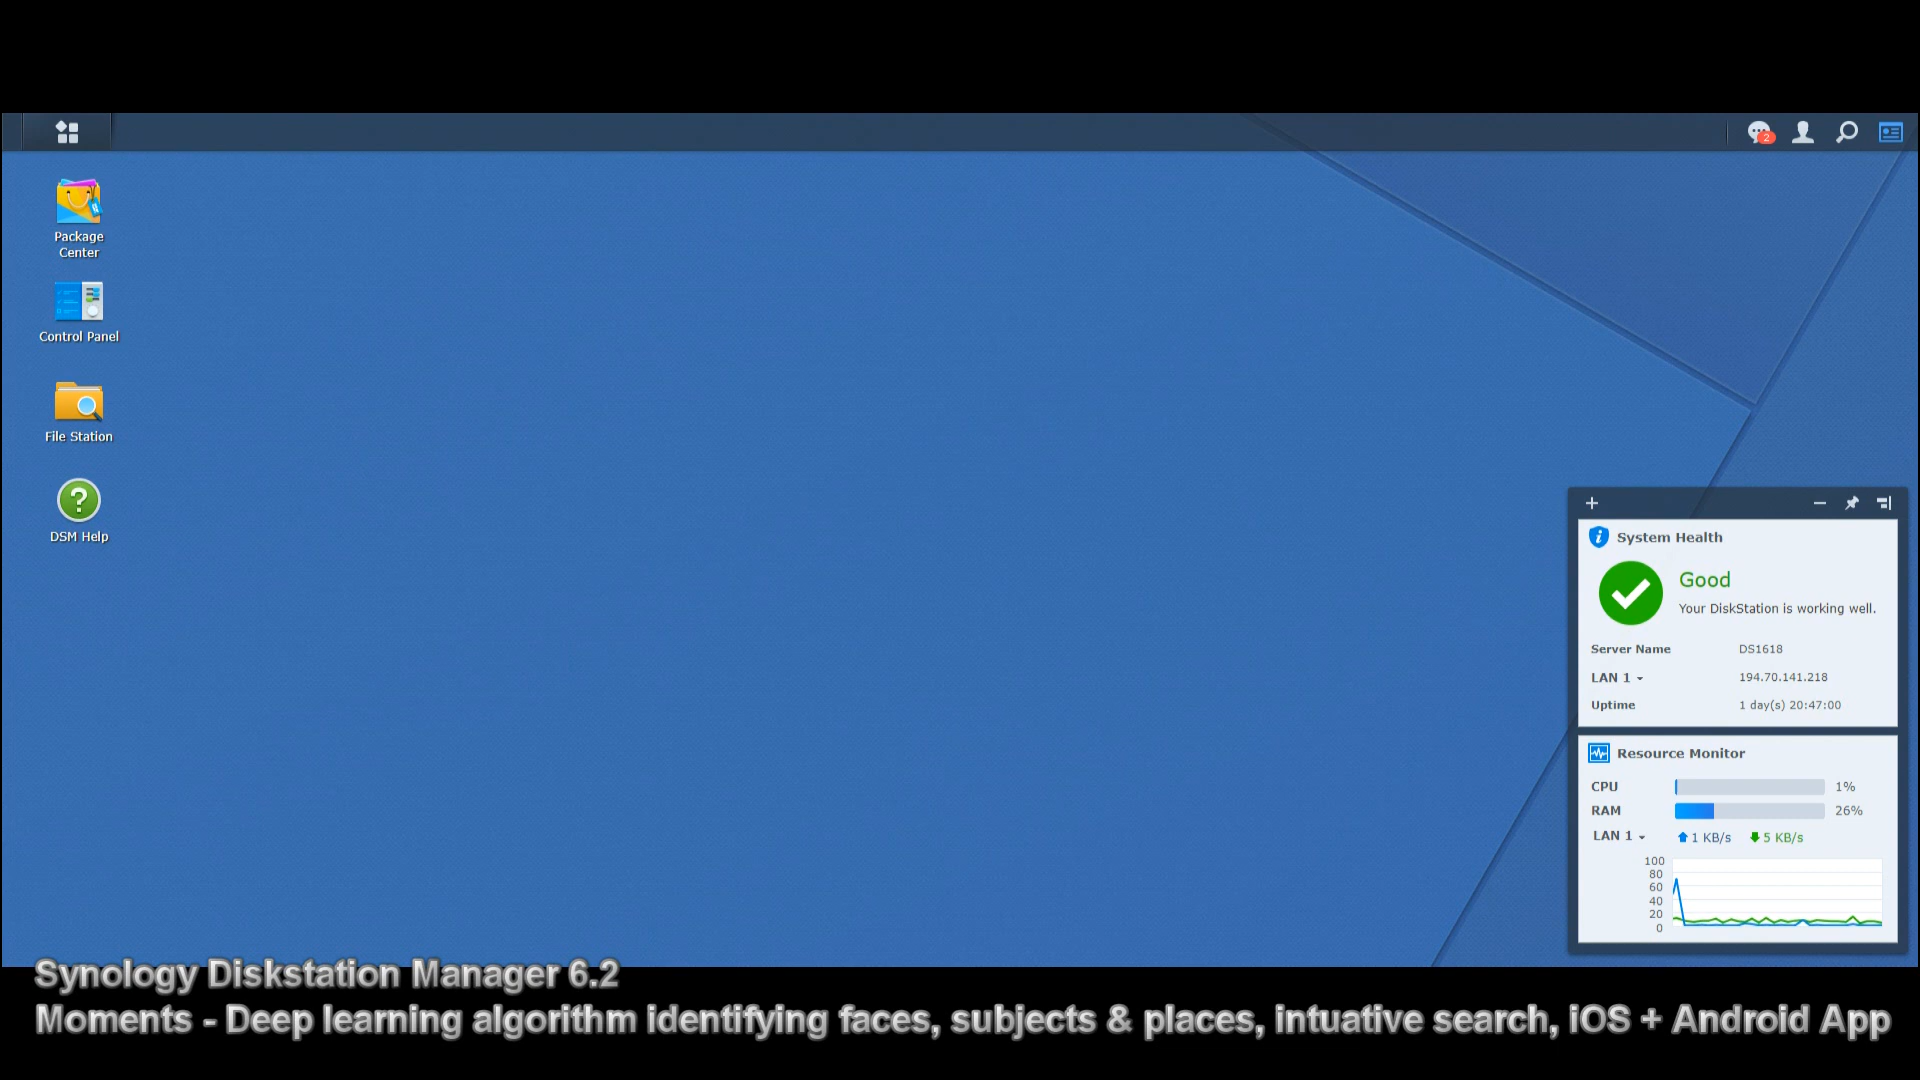 2
Package
Center
Control Panel
File Station
DSM Help
System Health
Good
Your DiskStation is working well.
Server Name DS1618
LAN 1 194.70.141.218
Uptime 1 day(s) 20:47:00
Resource Monitor
CPU 1%
RAM 26%
LAN 1 1 KB/s 5 KB/s
100
80
60
40
20
0
Synology Diskstation Manager 6.2
Moments - Deep learning algorithm identifying faces, subjects & places, intuative search, iOS + Android App